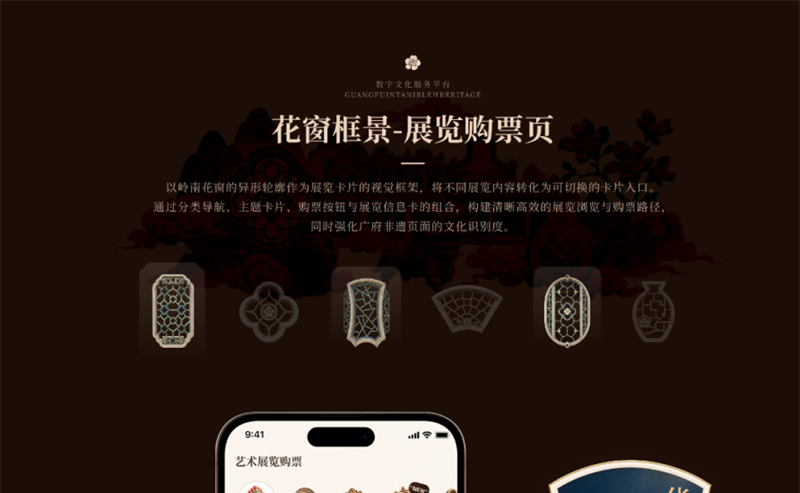 数字文化服务平台
GUANGFUINTANIBLEHRERITAGE
花窗框景-展览购票页
以岭南花窗的异形轮廓作为展览卡片的视觉框架，将不同展览内容转化为可切换的卡片入口。
通过分类导航、主题卡片、购票按钮与展览信息卡的组合，构建清晰高效的展览浏览与购票路径，
同时强化广府非遗页面的文化识别度。
9:41
艺术展览购票
"NEW"